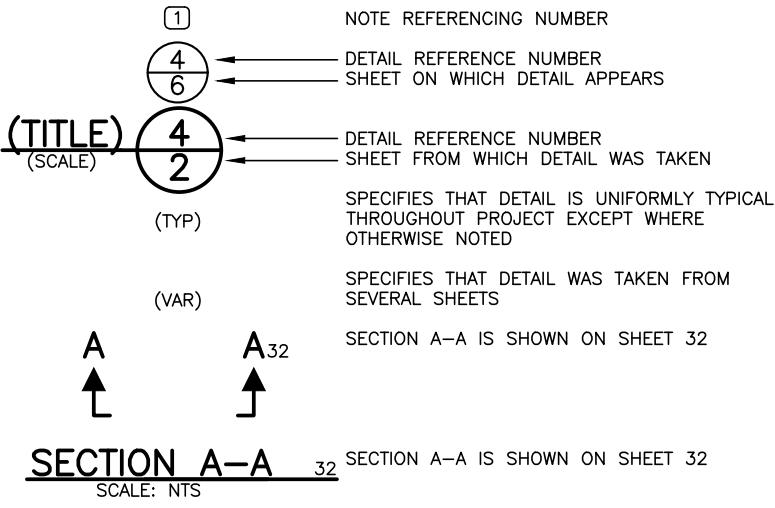 1 NOTE REFERENCING NUMBER
4 DETAIL REFERENCE NUMBER
6 SHEET ON WHICH DETAIL APPEARS
(TITLE) 4 DETAIL REFERENCE NUMBER
(SCALE) 2 SHEET FROM WHICH DETAIL WAS TAKEN
(TYP) SPECIFIES THAT DETAIL IS UNIFORMLY TYPICAL
THROUGHOUT PROJECT EXCEPT WHERE
OTHERWISE NOTED
(VAR) SPECIFIES THAT DETAIL WAS TAKEN FROM
SEVERAL SHEETS
A A32 SECTION A-A IS SHOWN ON SHEET 32
SECTION A-A 32 SECTION A-A IS SHOWN ON SHEET 32
SCALE: NTS